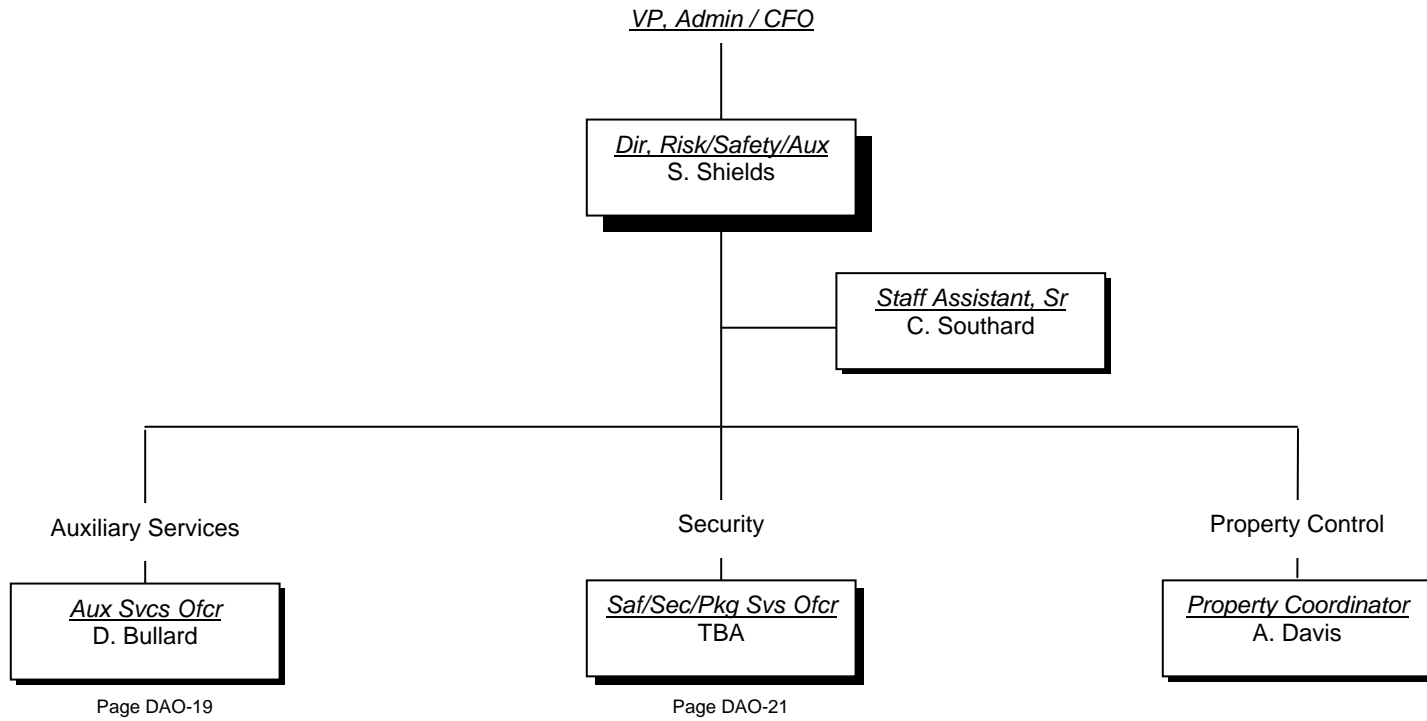 VP, Admin / CFO
Dir, Risk/Safety/Aux
S. Shields
Staff Assistant, Sr
C. Southard
Auxiliary Services
Security
Property Control
Aux Svcs Ofcr
D. Bullard
Saf/Sec/Pkg Svs Ofcr
TBA
Property Coordinator
A. Davis
Page DAO-19
Page DAO-21